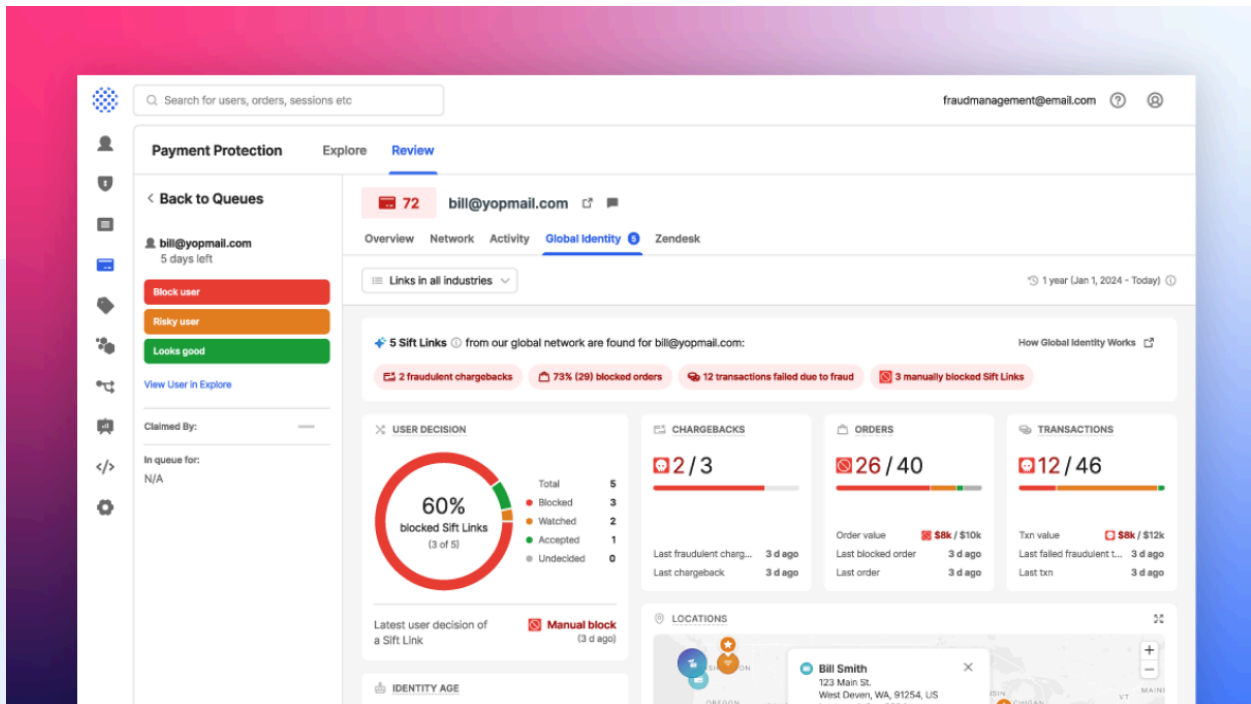 Search for users, orders, sessions etc
fraudmanagement@email.com
Payment Protection
Explore
Review
Back to Queues
bill@yopmail.com
5 days left
Block user
Risky user
Looks good
View User in Explore
Claimed By:
In queue for:
N/A
72
bill@yopmail.com
Overview
Network
Activity
Global Identity 5
Zendesk
Links in all industries
1 year (Jan 1, 2024 - Today)
5 Sift Links from our global network are found for bill@yopmail.com:
How Global Identity Works
2 fraudulent chargebacks
73% (29) blocked orders
12 transactions failed due to fraud
3 manually blocked Sift Links
USER DECISION
60%
blocked Sift Links
(3 of 5)
Total 5
Blocked 3
Watched 2
Accepted 1
Undecided 0
Latest user decision of
a Sift Link
Manual block
(3 d ago)
IDENTITY AGE
CHARGEBACKS
2 / 3
Last fraudulent charg... 3 d ago
Last chargeback 3 d ago
ORDERS
26 / 40
Order value $8k / $10k
Last blocked order 3 d ago
Last order 3 d ago
TRANSACTIONS
12 / 46
Txn value $8k / $12k
Last failed fraudulent t... 3 d ago
Last txn 3 d ago
LOCATIONS
Bill Smith
123 Main St,
West Deven, WA, 91254, US
OREGON
VT
MAINE